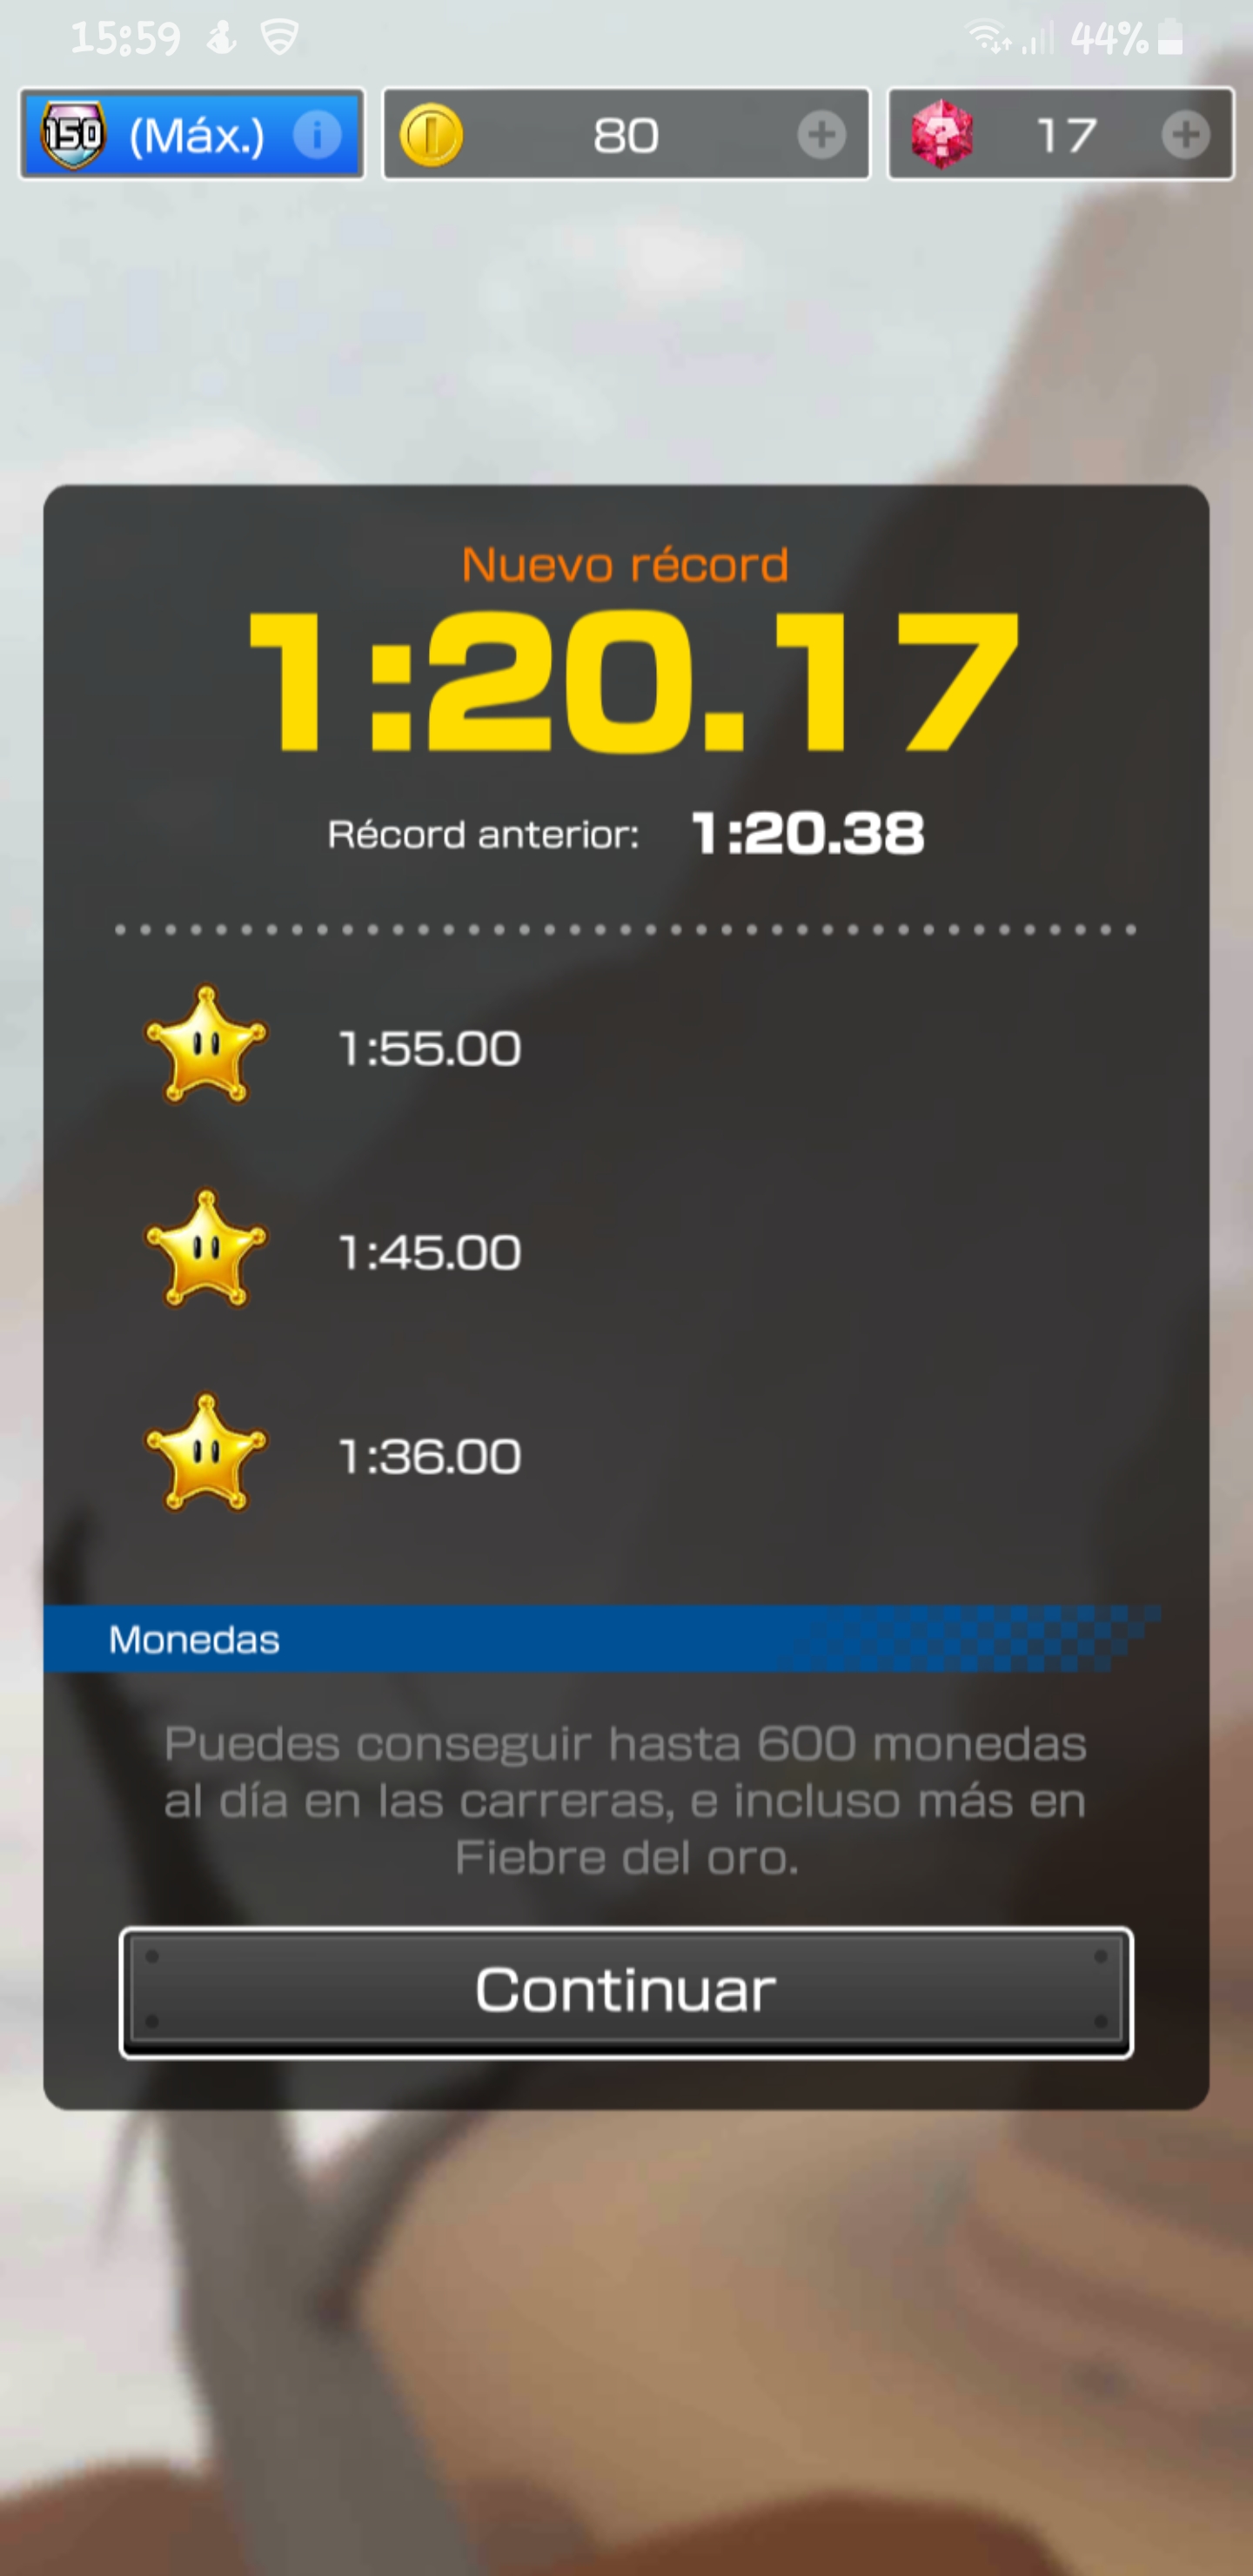 15:59 44%
150 (Máx.) 80 17
Nuevo récord
1:20.17
Récord anterior: 1:20.38
1:55.00
1:45.00
1:36.00
Monedas
Puedes conseguir hasta 600 monedas
al día en las carreras, e incluso más en
Fiebre del oro.
Continuar